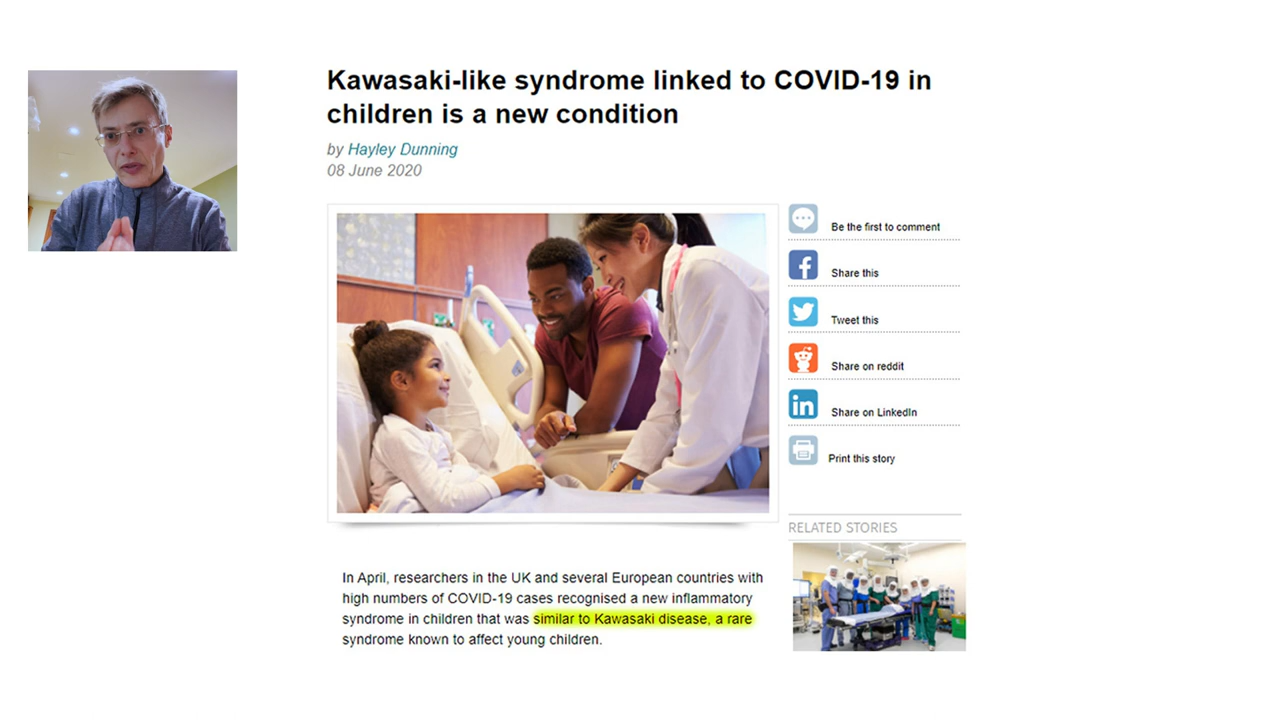 Kawasaki-like syndrome linked to COVID-19 in
children is a new condition
by Hayley Dunning
08 June 2020
Be the first to comment
Share this
Tweet this
Share on reddit
Share on LinkedIn
Print this story
RELATED STORIES
In April, researchers in the UK and several European countries with
high numbers of COVID-19 cases recognised a new inflammatory
syndrome in children that was similar to Kawasaki disease, a rare
syndrome known to affect young children.